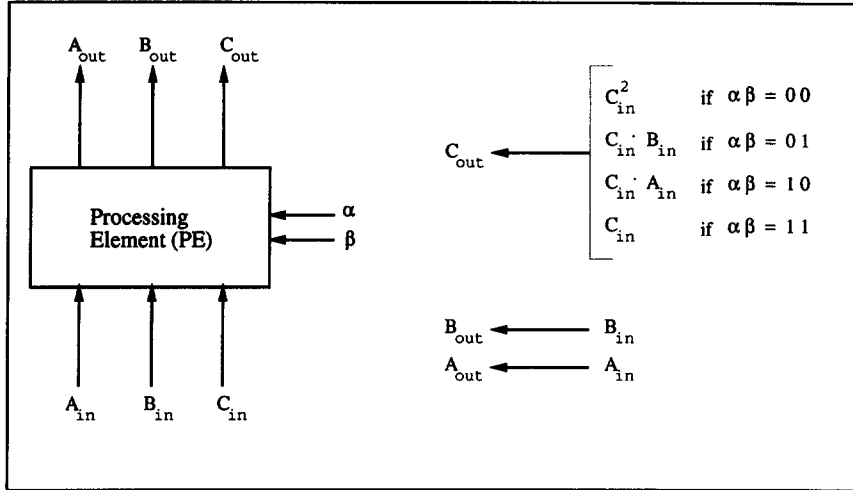 A_out B_out C_out
C_in^2 if α β = 0 0
C_in · B_in if α β = 0 1
C_out
C_in · A_in if α β = 1 0
C_in if α β = 1 1
Processing
Element (PE)
α
β
B_out B_in
A_out A_in
A_in B_in C_in